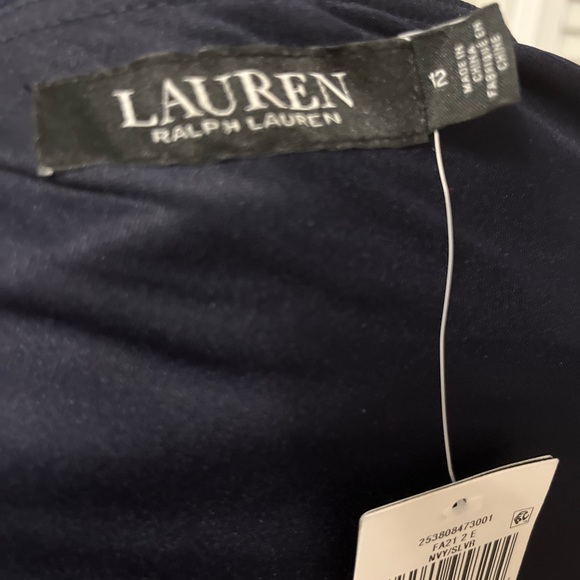 LAUREN
RALPH LAUREN
12
MADE IN
CHINA
FABRIQUÉ EN
CHINE
253808473001
FA21 2 E
NVY/SLVR